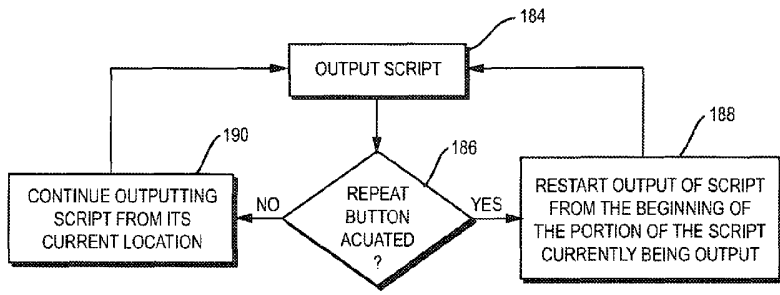 184
OUTPUT SCRIPT
190
CONTINUE OUTPUTTING
SCRIPT FROM ITS
CURRENT LOCATION
NO
186
REPEAT
BUTTON
ACUATED
?
YES
188
RESTART OUTPUT OF SCRIPT
FROM THE BEGINNING OF
THE PORTION OF THE SCRIPT
CURRENTLY BEING OUTPUT